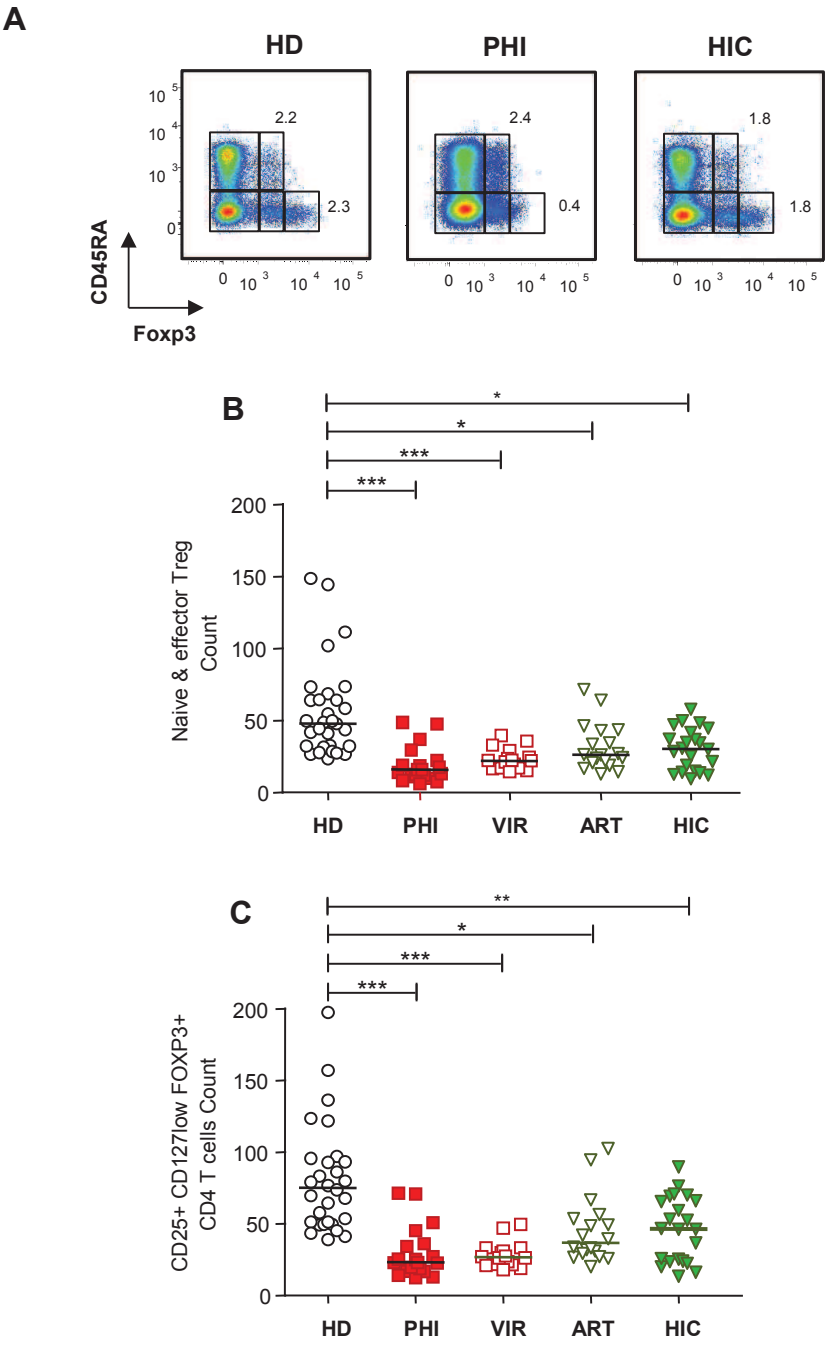 A
HD PHI HIC
10 5
10 4
10 3
0
2.2
2.3
2.4
0.4
1.8
1.8
0 10 3 10 4 10 5
0 10 3 10 4 10 5
0 10 3 10 4 10 5
CD45RA
Foxp3
B
*
*
***
***
Naive & effector Treg
Count
200
150
100
50
0
HD PHI VIR ART HIC
C
**
*
***
***
CD25+ CD127low FOXP3+
CD4 T cells Count
200
150
100
50
0
HD PHI VIR ART HIC